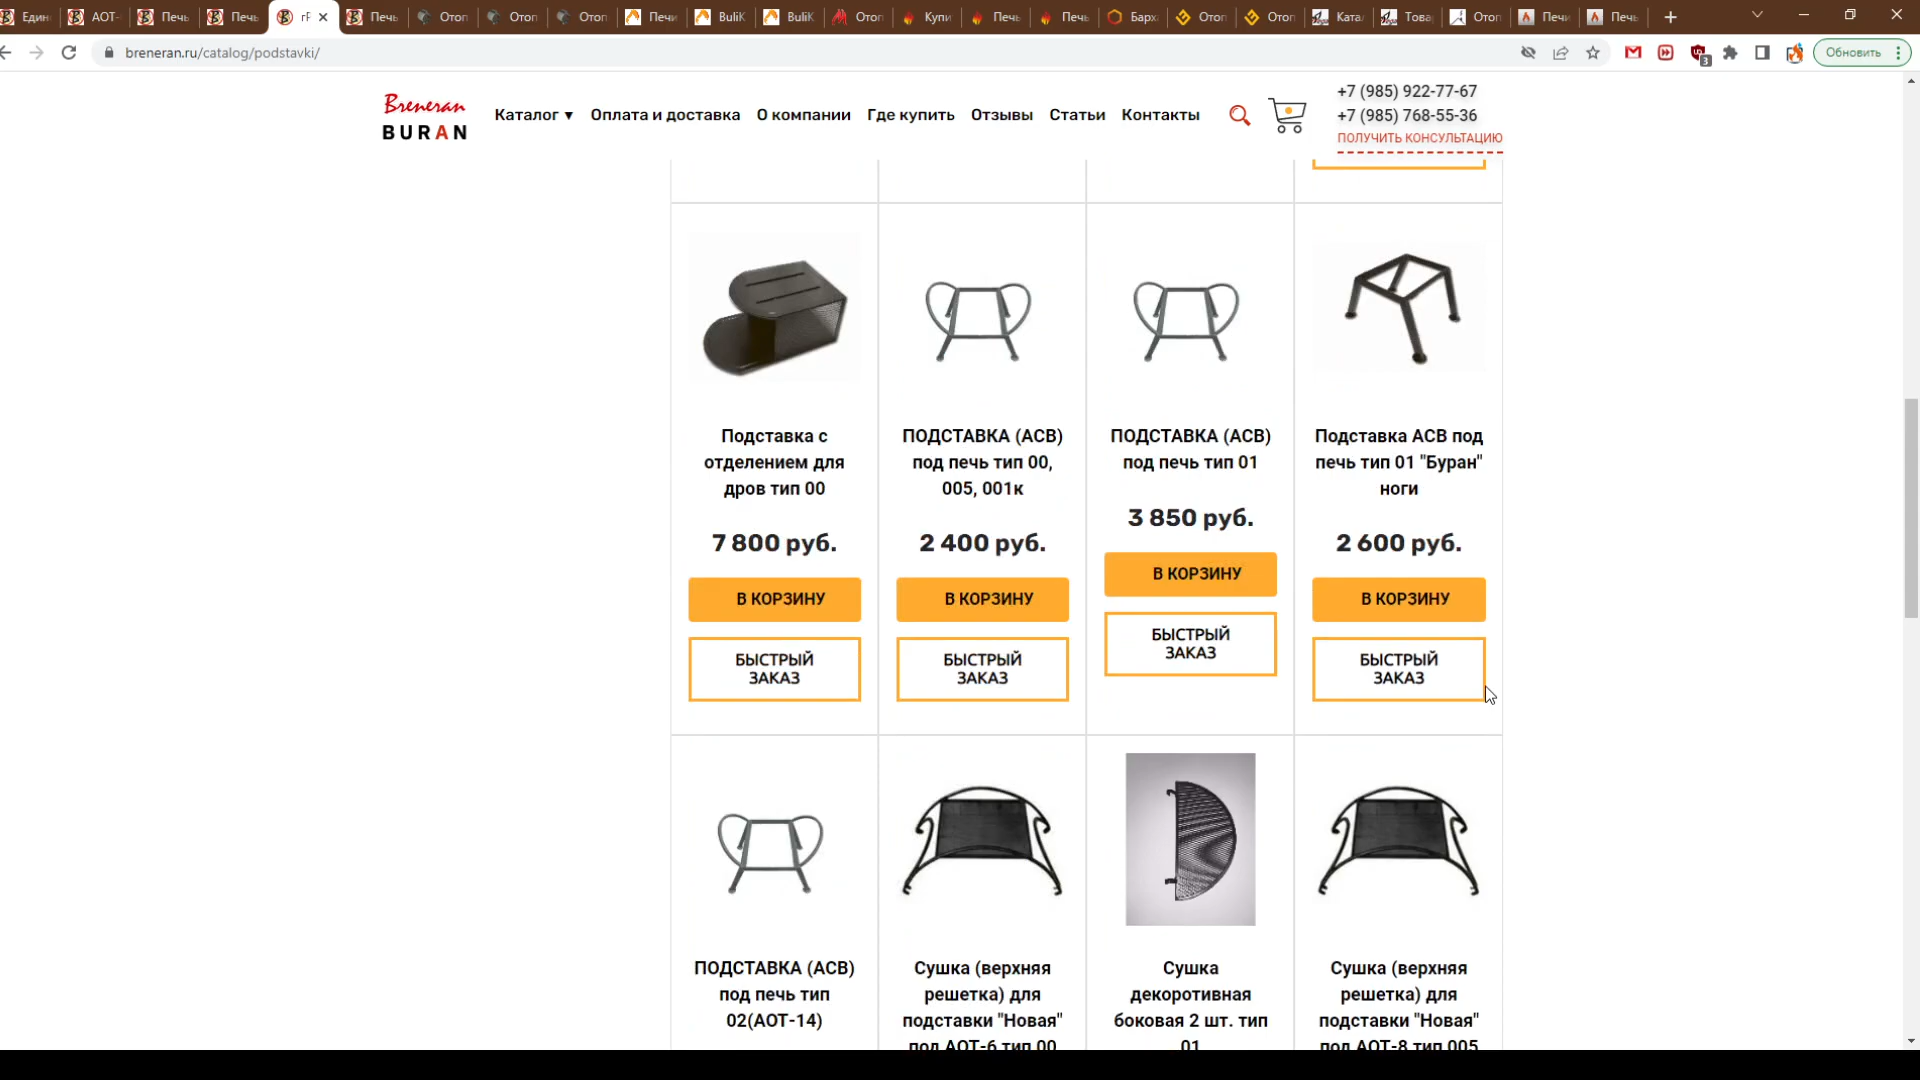 Един
АОТ-
Печь
Печь
Печь
Отоп
Отоп
Отоп
Печи
BuliK
BuliK
Отоп
Купи
Печь
Печь
Барх
Отоп
Отоп
Ката
Това
Отоп
Печи
Печь
breneran.ru/catalog/podstavki/
3
Обновить
Breneran
BURAN
Каталог ▼ Оплата и доставка О компании Где купить Отзывы Статьи Контакты
+7 (985) 922-77-67
+7 (985) 768-55-36
ПОЛУЧИТЬ КОНСУЛЬТАЦИЮ
Подставка с
отделением для
дров тип 00
7 800 руб.
В КОРЗИНУ
БЫСТРЫЙ
ЗАКАЗ
ПОДСТАВКА (АСВ)
под печь тип 00,
005, 001к
2 400 руб.
В КОРЗИНУ
БЫСТРЫЙ
ЗАКАЗ
ПОДСТАВКА (АСВ)
под печь тип 01
3 850 руб.
В КОРЗИНУ
БЫСТРЫЙ
ЗАКАЗ
Подставка АСВ под
печь тип 01 "Буран"
ноги
2 600 руб.
В КОРЗИНУ
БЫСТРЫЙ
ЗАКАЗ
ПОДСТАВКА (АСВ)
под печь тип
02(АОТ-14)
Сушка (верхняя
решетка) для
подставки "Новая"
под АОТ-6 тип 00
Сушка
декоротивная
боковая 2 шт. тип
01
Сушка (верхняя
решетка) для
подставки "Новая"
под АОТ-8 тип 005